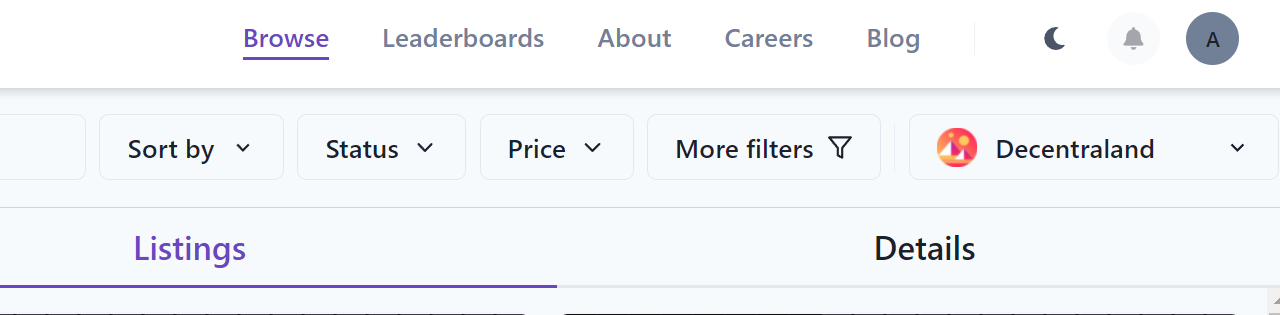 Browse Leaderboards About Careers Blog A
Sort by Status Price More filters Decentraland
Listings Details